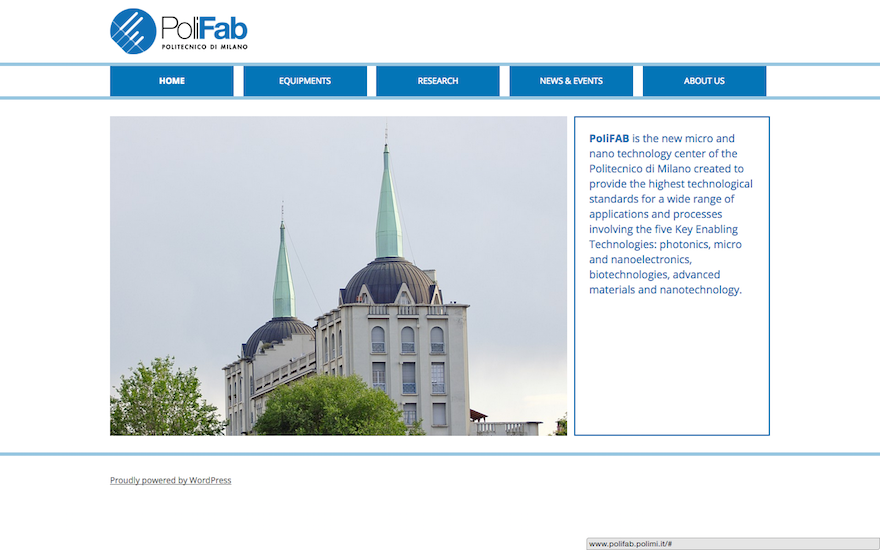 PoliFab
POLITECNICO DI MILANO
HOME
EQUIPMENTS
RESEARCH
NEWS & EVENTS
ABOUT US
PoliFAB is the new micro and
nano technology center of the
Politecnico di Milano created to
provide the highest technological
standards for a wide range of
applications and processes
involving the five Key Enabling
Technologies: photonics, micro
and nanoelectronics,
biotechnologies, advanced
materials and nanotechnology.
Proudly powered by WordPress
www.polifab.polimi.it/#